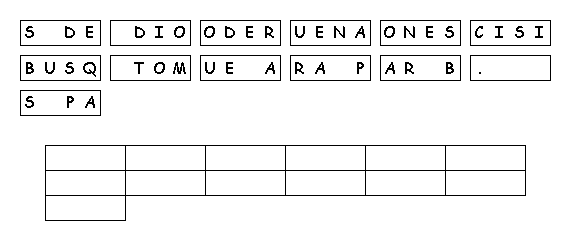 S DE DIO ODER UENA ONES CISI
BUSQ TOM UE A RA P AR B .
S PA